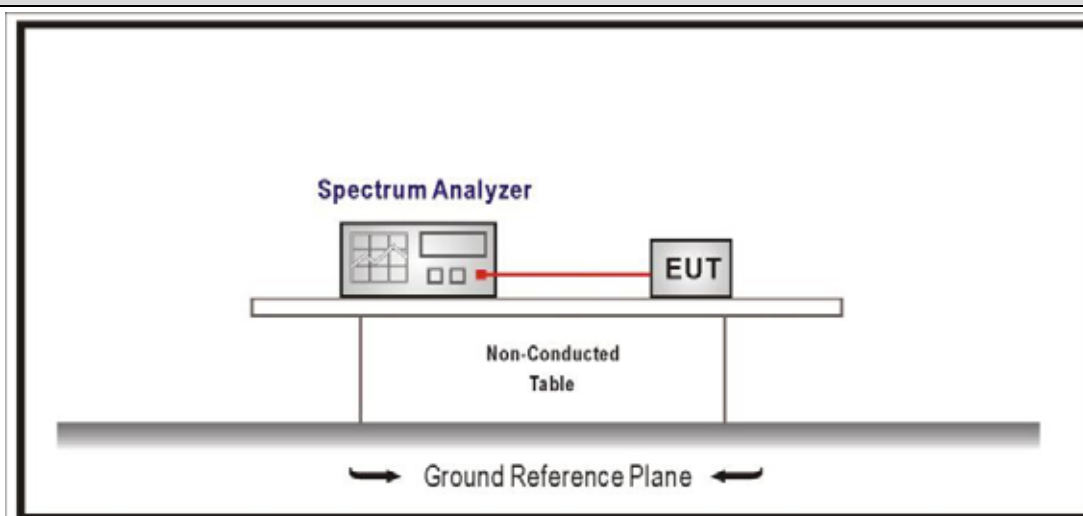 Spectrum Analyzer
EUT
Non-Conducted
Table
Ground Reference Plane